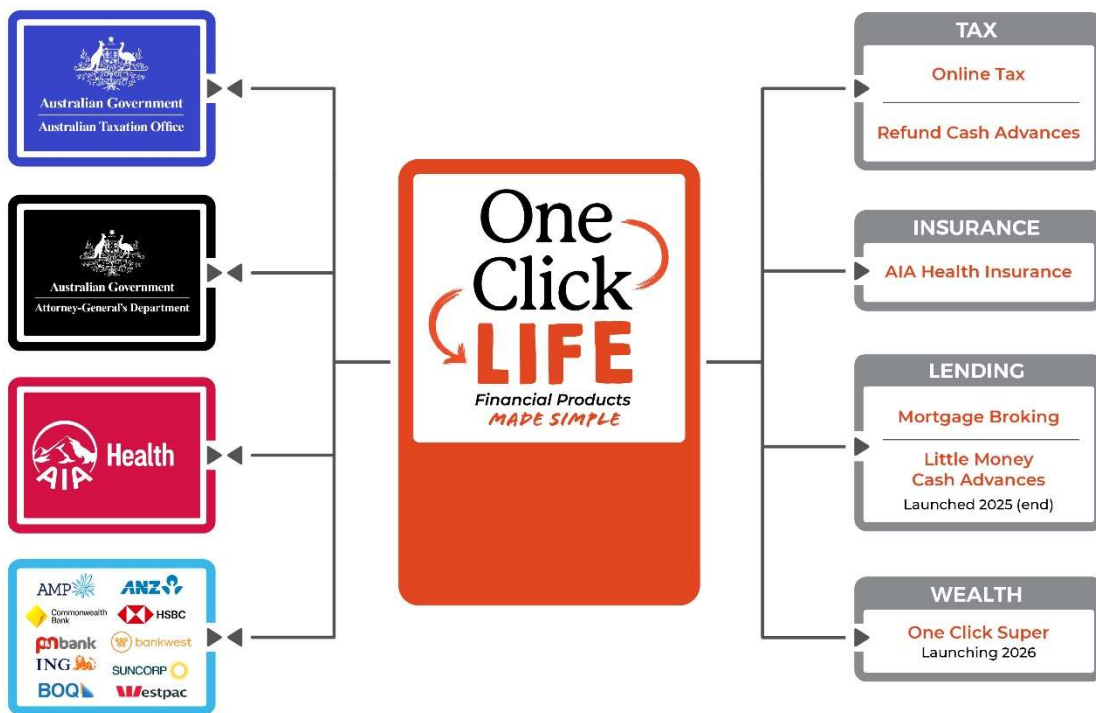 Australian Government
Australian Taxation Office
Australian Government
Attorney-General's Department
AIA
Health
AMP
ANZ
Commonwealth
Bank
HSBC
P&Nbank
bankwest
ING
SUNCORP
BOQ
Westpac
One
Click
LIFE
Financial Products
MADE SIMPLE
TAX
Online Tax
Refund Cash Advances
INSURANCE
AIA Health Insurance
LENDING
Mortgage Broking
Little Money
Cash Advances
Launched 2025 (end)
WEALTH
One Click Super
Launching 2026